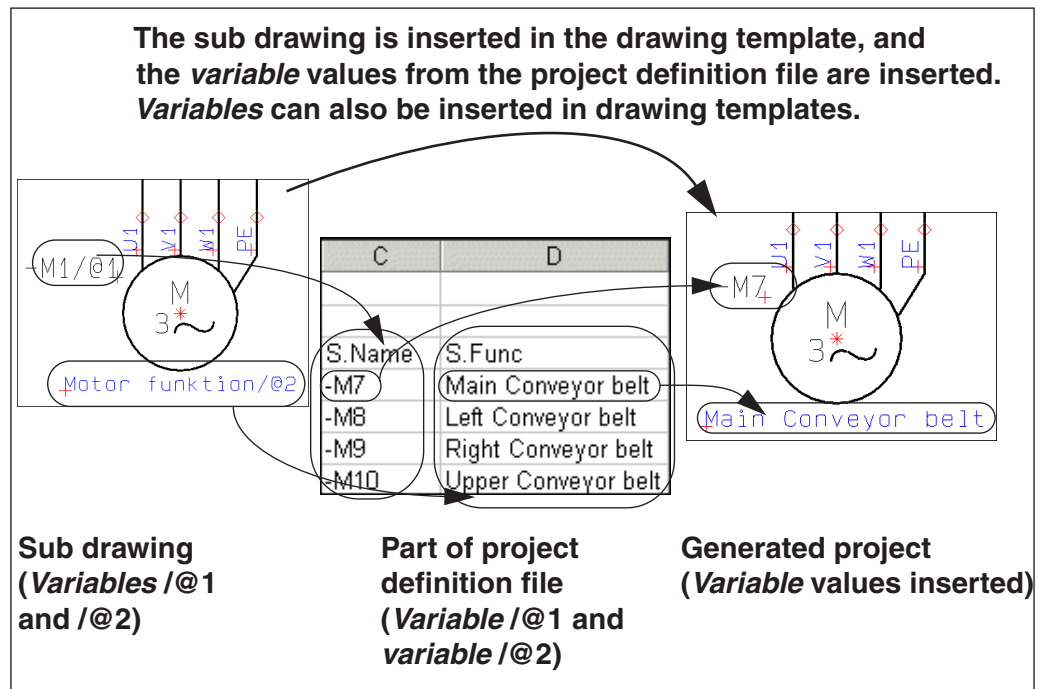 The sub drawing is inserted in the drawing template, and
the variable values from the project definition file are inserted.
Variables can also be inserted in drawing templates.
U1 V1 W1 PE
-M1/@1
M
3*~
Motor funktion/@2
C D
S.Name S.Func
-M7 Main Conveyor belt
-M8 Left Conveyor belt
-M9 Right Conveyor belt
-M10 Upper Conveyor belt
U1 V1 W1 PE
-M7
M
3*~
Main Conveyor belt
Sub drawing
(Variables /@1
and /@2)
Part of project
definition file
(Variable /@1 and
variable /@2)
Generated project
(Variable values inserted)